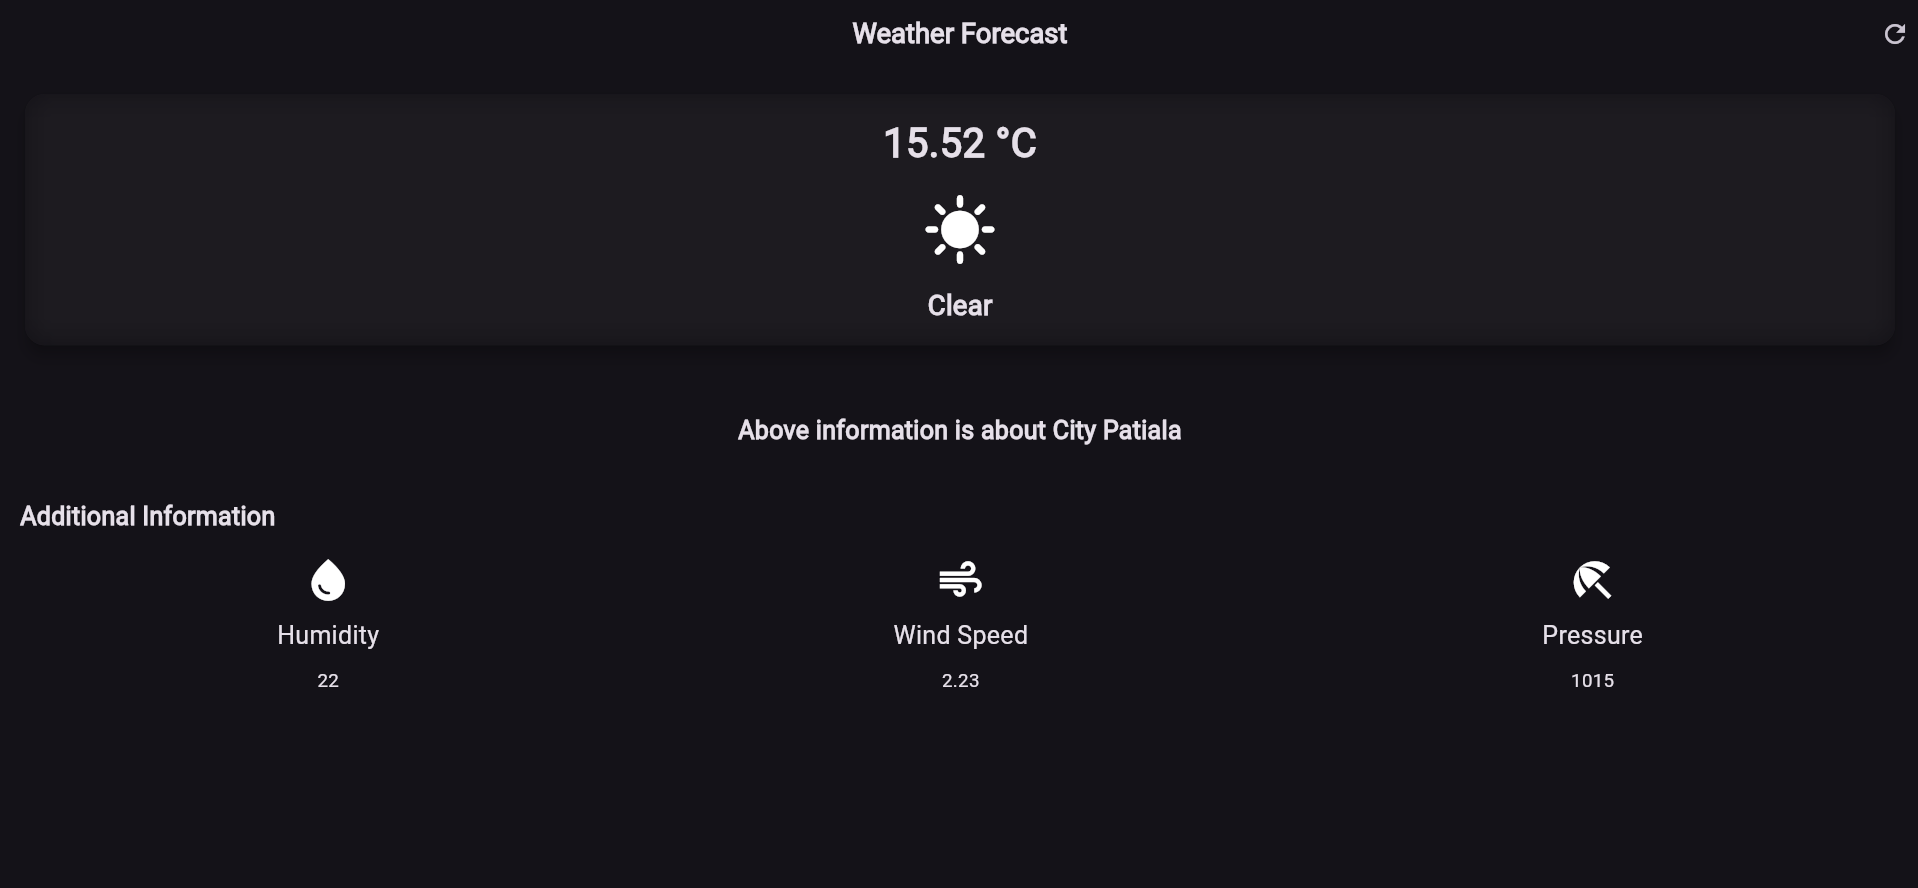 Weather Forecast
15.52 °C
Clear
Above information is about City Patiala
Additional Information
Humidity
Wind Speed
Pressure
22
2.23
1015